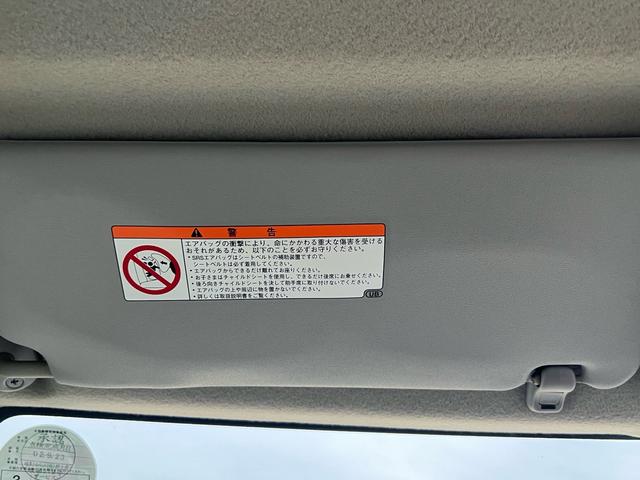 警告
エアバッグの衝撃により、命にかかわる重大な傷害を受ける
おそれがあるため、以下のことを必ずお守りください。
・SRSエアバッグはシートベルトの補助装置ですので、
シートベルトは必ず着用してください。
・エアバッグからできるだけ離れてお座りください。
・お子さまはチャイルドシートを使用し、できるだけ後席にお乗せください。
・後ろ向きチャイルドシートを決して助手席に取り付けないでください。
・エアバッグの上や周辺に物を置かないでください。
・詳しくは取扱説明書をご覧ください。
UB